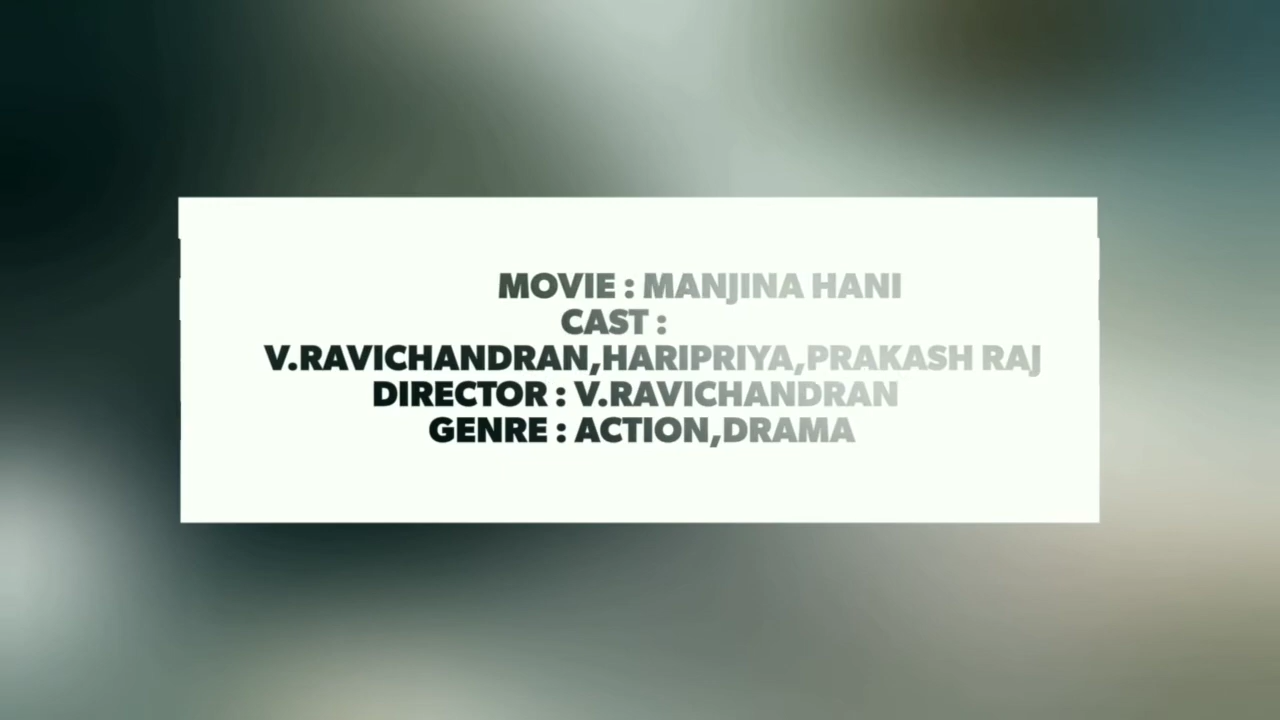 MOVIE : MANJINA HANI
CAST :
V.RAVICHANDRAN,HARIPRIYA,PRAKASH RAJ
DIRECTOR : V.RAVICHANDRAN
GENRE : ACTION,DRAMA